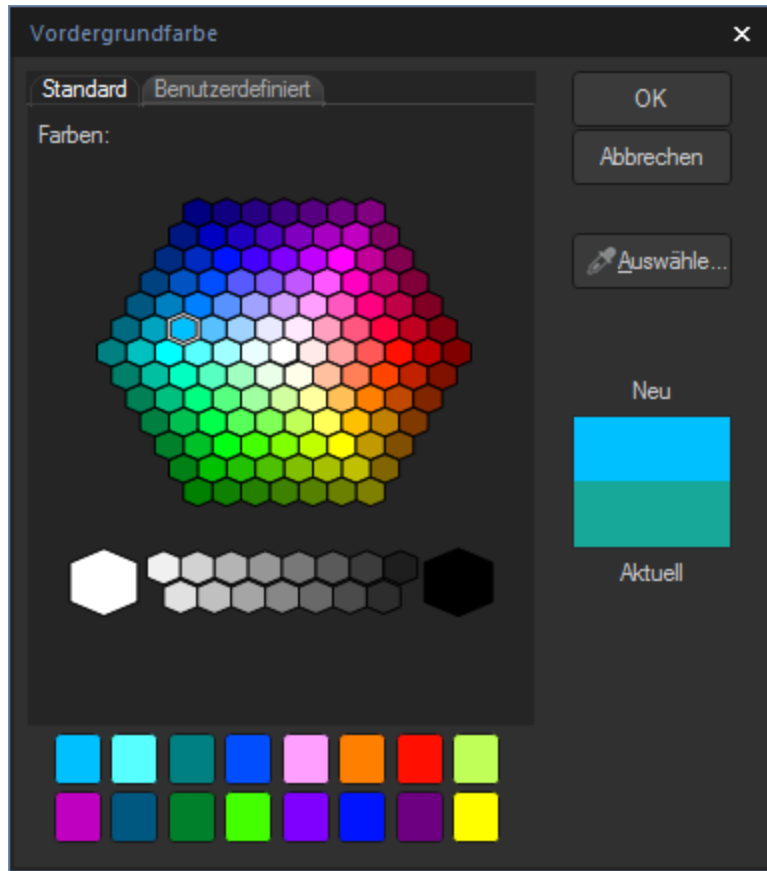 Vordergrundfarbe
Standard
Benutzerdefiniert
Farben:
OK
Abbrechen
Auswähle...
Neu
Aktuell